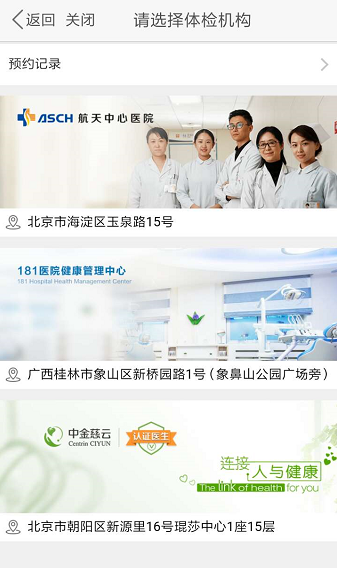 返回 关闭 请选择体检机构
预约记录
ASCH 航天中心医院
北京市海淀区玉泉路15号
181医院健康管理中心
181 Hospital Health Management Center
广西桂林市象山区新桥园路1号(象鼻山公园广场旁)
中金慈云 认证医生
Centrin CIYUN
连接
人与健康
The link of health for you
北京市朝阳区新源里16号琨莎中心1座15层